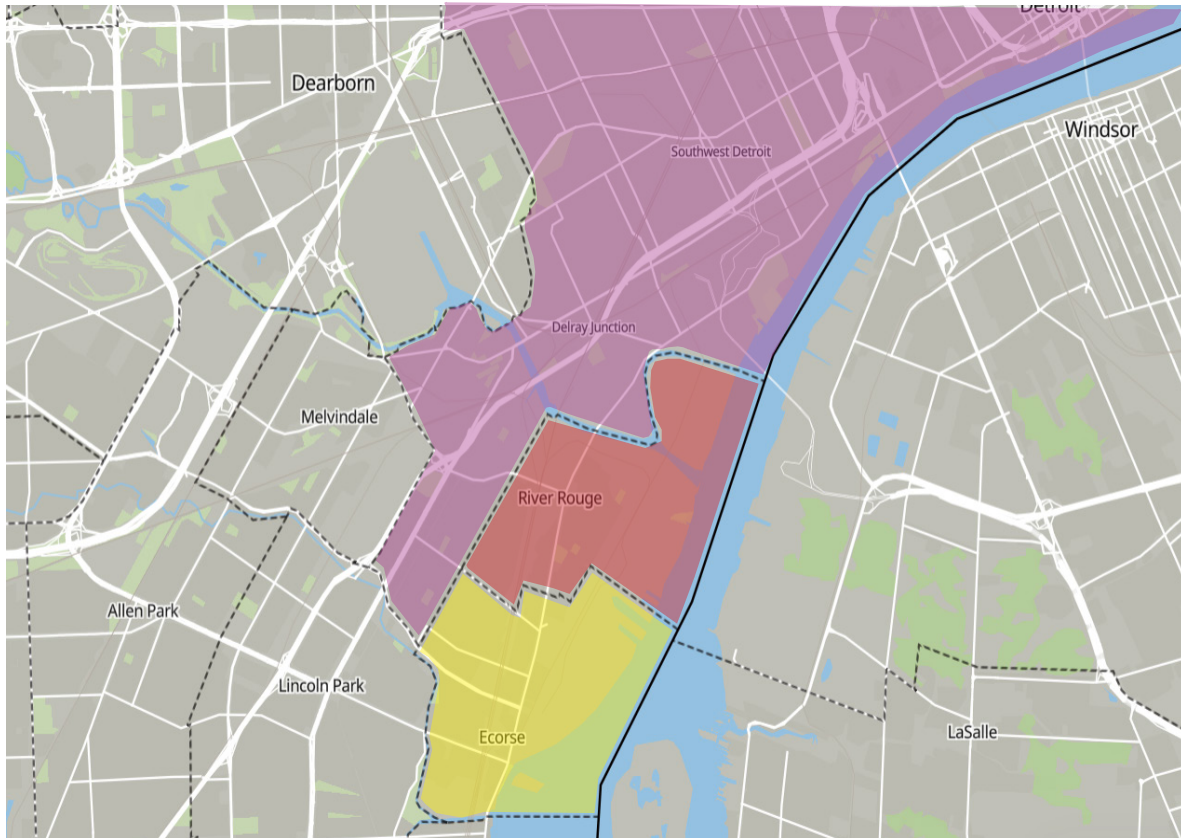 Detroit
Dearborn
Windsor
Southwest Detroit
Delray Junction
Melvindale
River Rouge
Allen Park
Lincoln Park
Ecorse
LaSalle